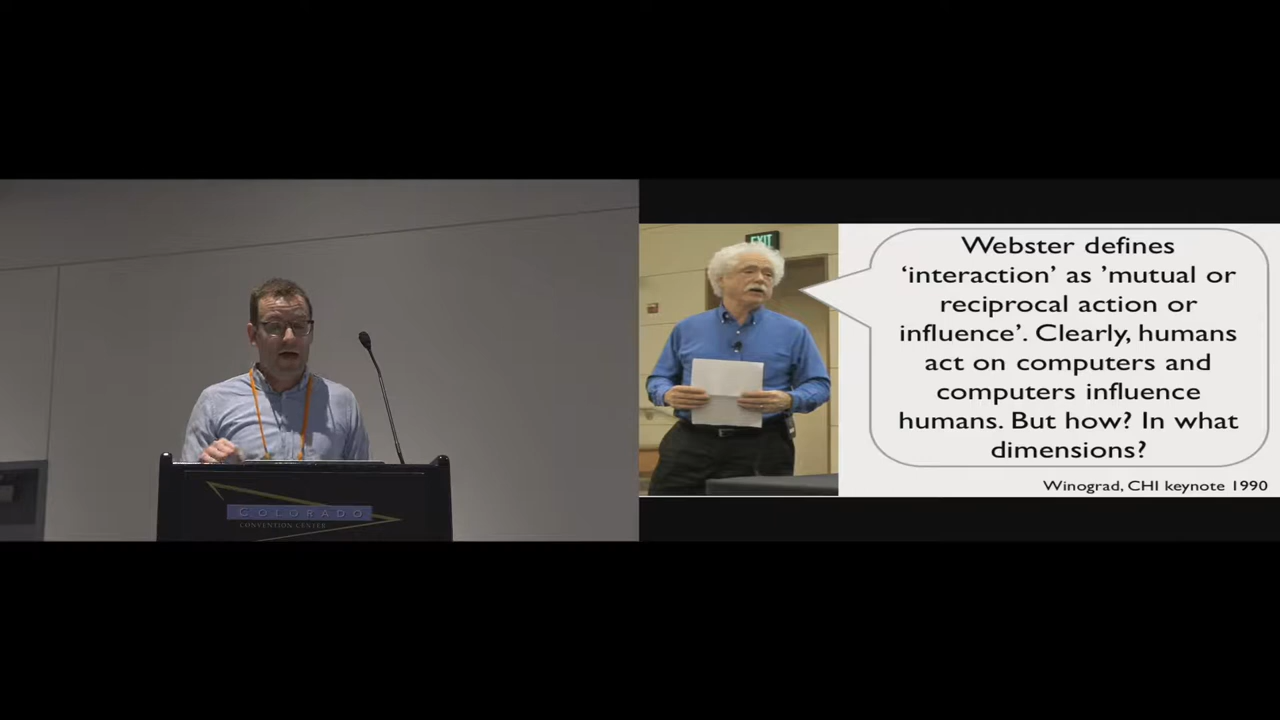 COLORADO
CONVENTION CENTER
EXIT
Webster defines
‘interaction’ as ’mutual or
reciprocal action or
influence’. Clearly, humans
act on computers and
computers influence
humans. But how? In what
dimensions?
Winograd, CHI keynote 1990